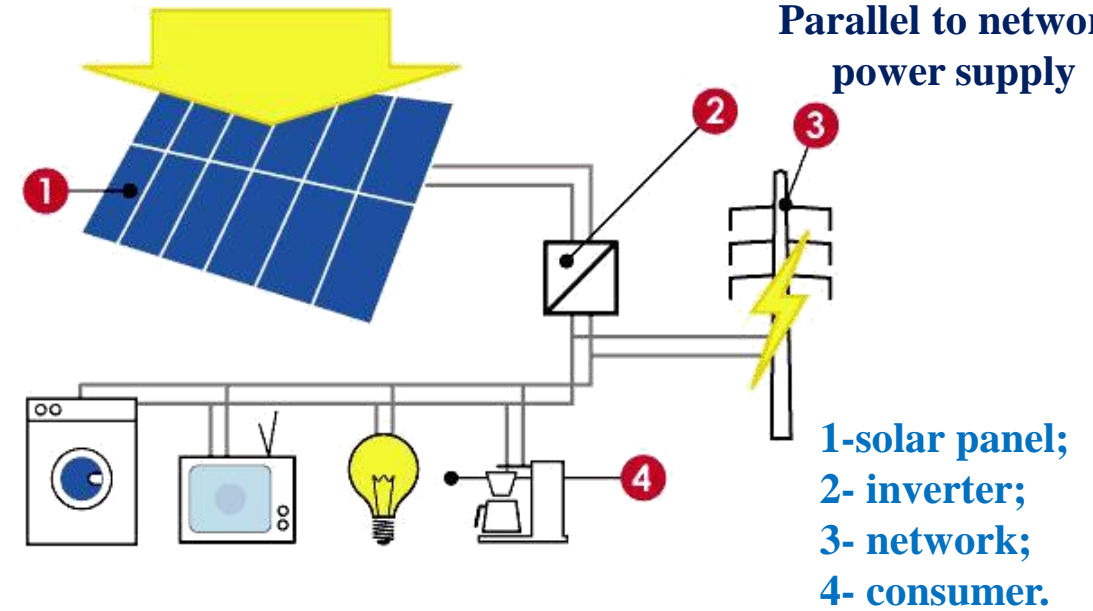 Parallel to networ
power supply
2
3
1
4
1-solar panel;
2- inverter;
3- network;
4- consumer.